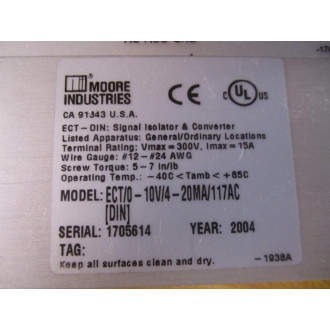 MOORE
INDUSTRIES
CA 91343 U.S.A.
CE
C UL US
ECT-DIN: Signal Isolator & Converter
Listed Apparatus: General/Ordinary Locations
Terminal Rating: Vmax = 300V, Imax = 15A
Wire Gauge: #12-#24 AWG
Screw Torque: 5-7 in/lb
Operating Temp.: -40C < Tamb < +85C
MODEL: ECT/0-10V/4-20MA/117AC
[DIN]
SERIAL: 1705614 YEAR: 2004
TAG:
Keep all surfaces clean and dry. -1938A